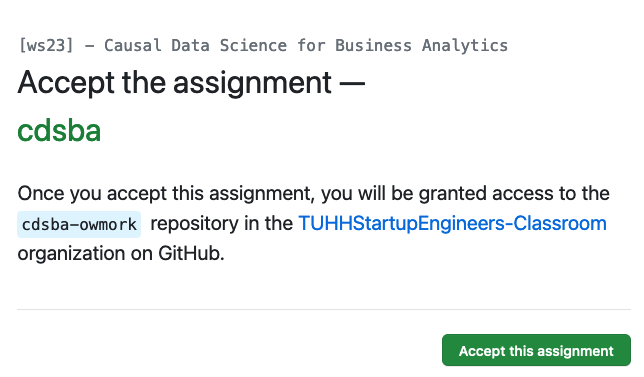 [ws23] – Causal Data Science for Business Analytics
Accept the assignment —
cdsba
Once you accept this assignment, you will be granted access to the
cdsba-owmork repository in the TUHHStartupEngineers-Classroom
organization on GitHub.
Accept this assignment